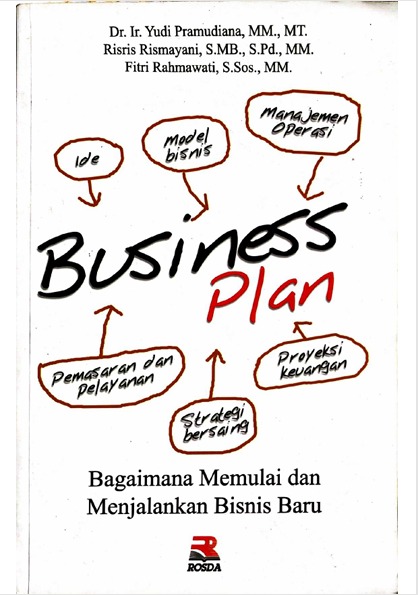 Dr. Ir. Yudi Pramudiana, MM., MT.
Risris Rismayani, S.MB., S.Pd., MM.
Fitri Rahmawati, S.Sos., MM.
Ide
Model
bisnis
Manajemen
Operasi
Business
Plan
Pemasaran dan
Pelayanan
Strategi
bersaing
Proyeksi
keuangan
Bagaimana Memulai dan
Menjalankan Bisnis Baru
ROSDA